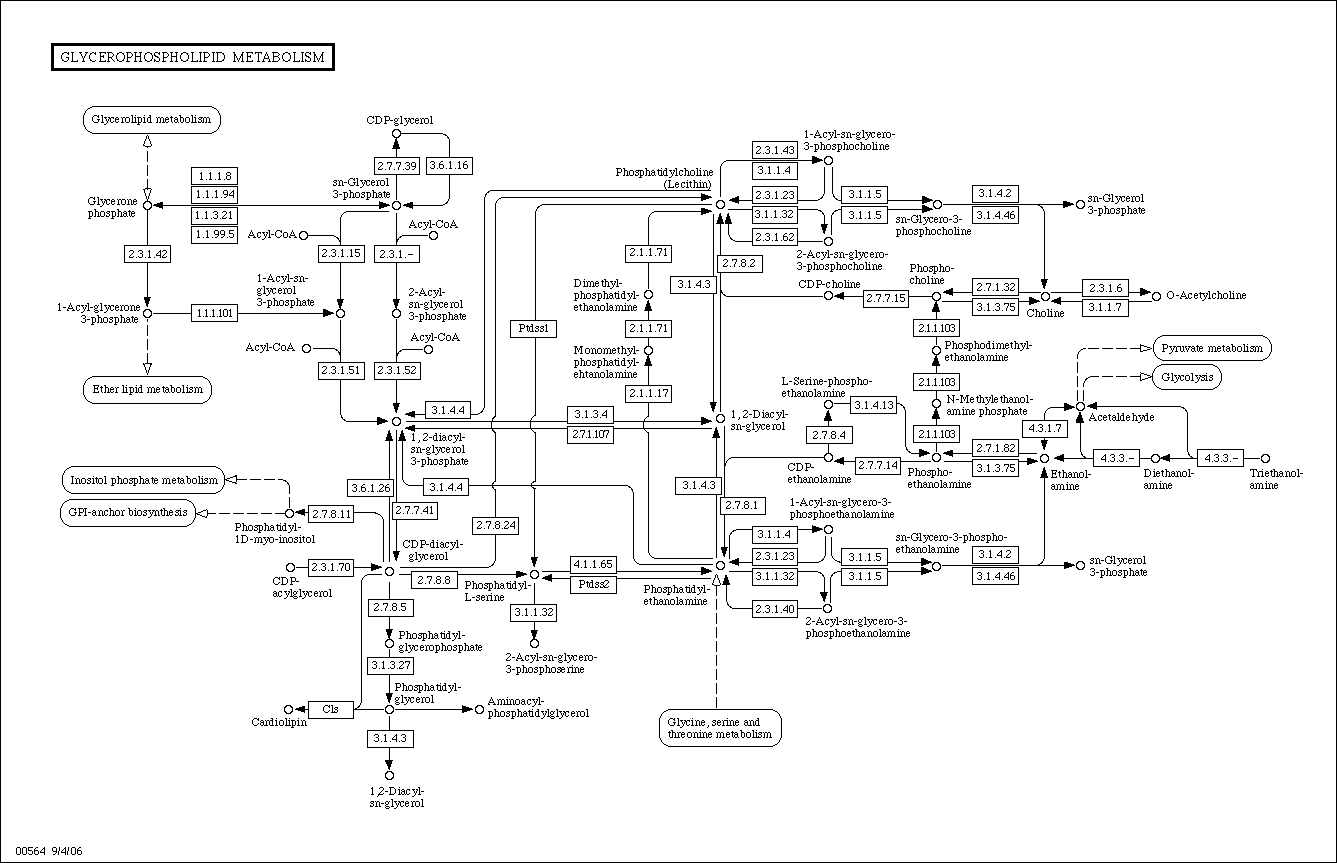 GLYCEROPHOSPHOLIPID METABOLISM
Glycerolipid metabolism
CDP-glycerol
2.7.7.39
3.6.1.16
1.1.1.8
1.1.1.94
1.1.3.21
1.1.99.5
sn-Glycerol
3-phosphate
Glycerone
phosphate
Acyl-CoA
Acyl-CoA
2.3.1.42
2.3.1.15
2.3.1.-
1-Acyl-sn-
glycerol
3-phosphate
2-Acyl
sn-glycerol
3-phosphate
1-Acyl-glycerone
3-phosphate
1.1.1.101
Acyl-CoA
Acyl-CoA
2.3.1.51
2.3.1.52
Ether lipid metabolism
3.1.4.4
1,2-diacyl-
sn-glycerol
3-phosphate
3.1.3.4
2.7.1.107
Phosphatidylcholine
(Lecithin)
2.1.1.71
Dimethyl-
phosphatidyl-
ethanolamine
Ptdss1
2.1.1.71
Monomethyl-
phosphatidyl-
ehtanolamine
2.1.1.17
3.1.4.3
2.7.8.2
1,2-Diacyl-
sn-glycerol
1-Acyl-sn-glycero-
3-phosphocholine
2.3.1.43
3.1.1.4
2.3.1.23
3.1.1.32
2.3.1.62
3.1.1.5
3.1.1.5
2-Acyl-sn-glycero-
3-phosphocholine
sn-Glycero-3-
phosphocholine
3.1.4.2
3.1.4.46
sn-Glycerol
3-phosphate
CDP-choline
2.7.7.15
Phospho-
choline
2.7.1.32
3.1.3.75
Choline
2.3.1.6
3.1.1.7
O-Acetylcholine
2.1.1.103
Phosphodimethyl-
ethanolamine
2.1.1.103
N-Methylethanol-
amine phosphate
2.1.1.103
Pyruvate metabolism
Glycolysis
Acetaldehyde
4.3.1.7
L-Serine-phospho-
ethanolamine
3.1.4.13
2.7.8.4
CDP-
ethanolamine
2.7.7.14
Phospho-
ethanolamine
2.7.1.82
3.1.3.75
Ethanol-
amine
4.3.3.-
Diethanol-
amine
4.3.3.-
Triethanol-
amine
Inositol phosphate metabolism
GPI-anchor biosynthesis
Phosphatidyl-
1D-myo-inositol
2.7.8.11
3.6.1.26
2.7.7.41
3.1.4.4
2.7.8.24
3.1.4.3
2.7.8.1
CDP-diacyl-
glycerol
CDP-
acylglycerol
2.3.1.70
2.7.8.8
Phosphatidyl-
L-serine
4.1.1.65
Ptdss2
Phosphatidyl-
ethanolamine
3.1.1.32
2-Acyl-sn-glycero-
3-phosphoserine
1-Acyl-sn-glycero-3-
phosphoethanolamine
3.1.1.4
2.3.1.23
3.1.1.32
2.3.1.40
2-Acyl-sn-glycero-3-
phosphoethanolamine
3.1.1.5
3.1.1.5
sn-Glycero-3-phospho-
ethanolamine
3.1.4.2
3.1.4.46
sn-Glycerol
3-phosphate
2.7.8.5
Phosphatidyl-
glycerophosphate
3.1.3.27
Phosphatidyl-
glycerol
Cls
Cardiolipin
Aminoacyl-
phosphatidylglycerol
3.1.4.3
1,2-Diacyl-
sn-glycerol
Glycine, serine and
threonine metabolism
00564 9/4/06